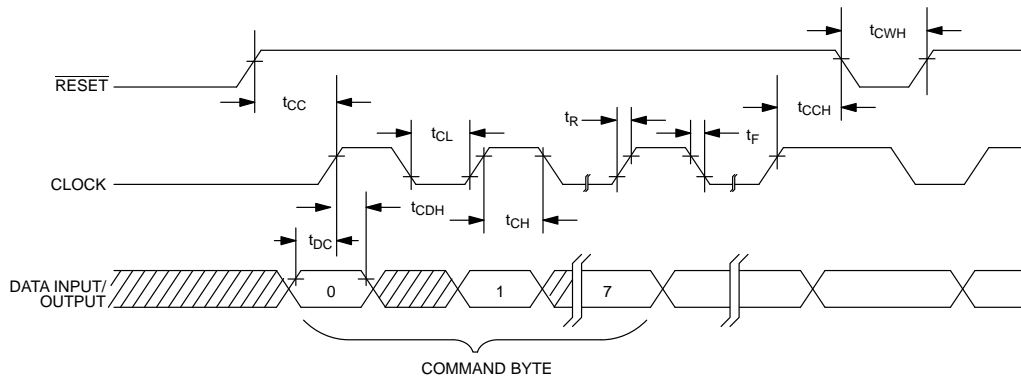 tCWH
RESET
tCC
tCCH
tR
tF
tCL
CLOCK
tCDH
tCH
tDC
DATA INPUT/
OUTPUT
0
1
7
COMMAND BYTE